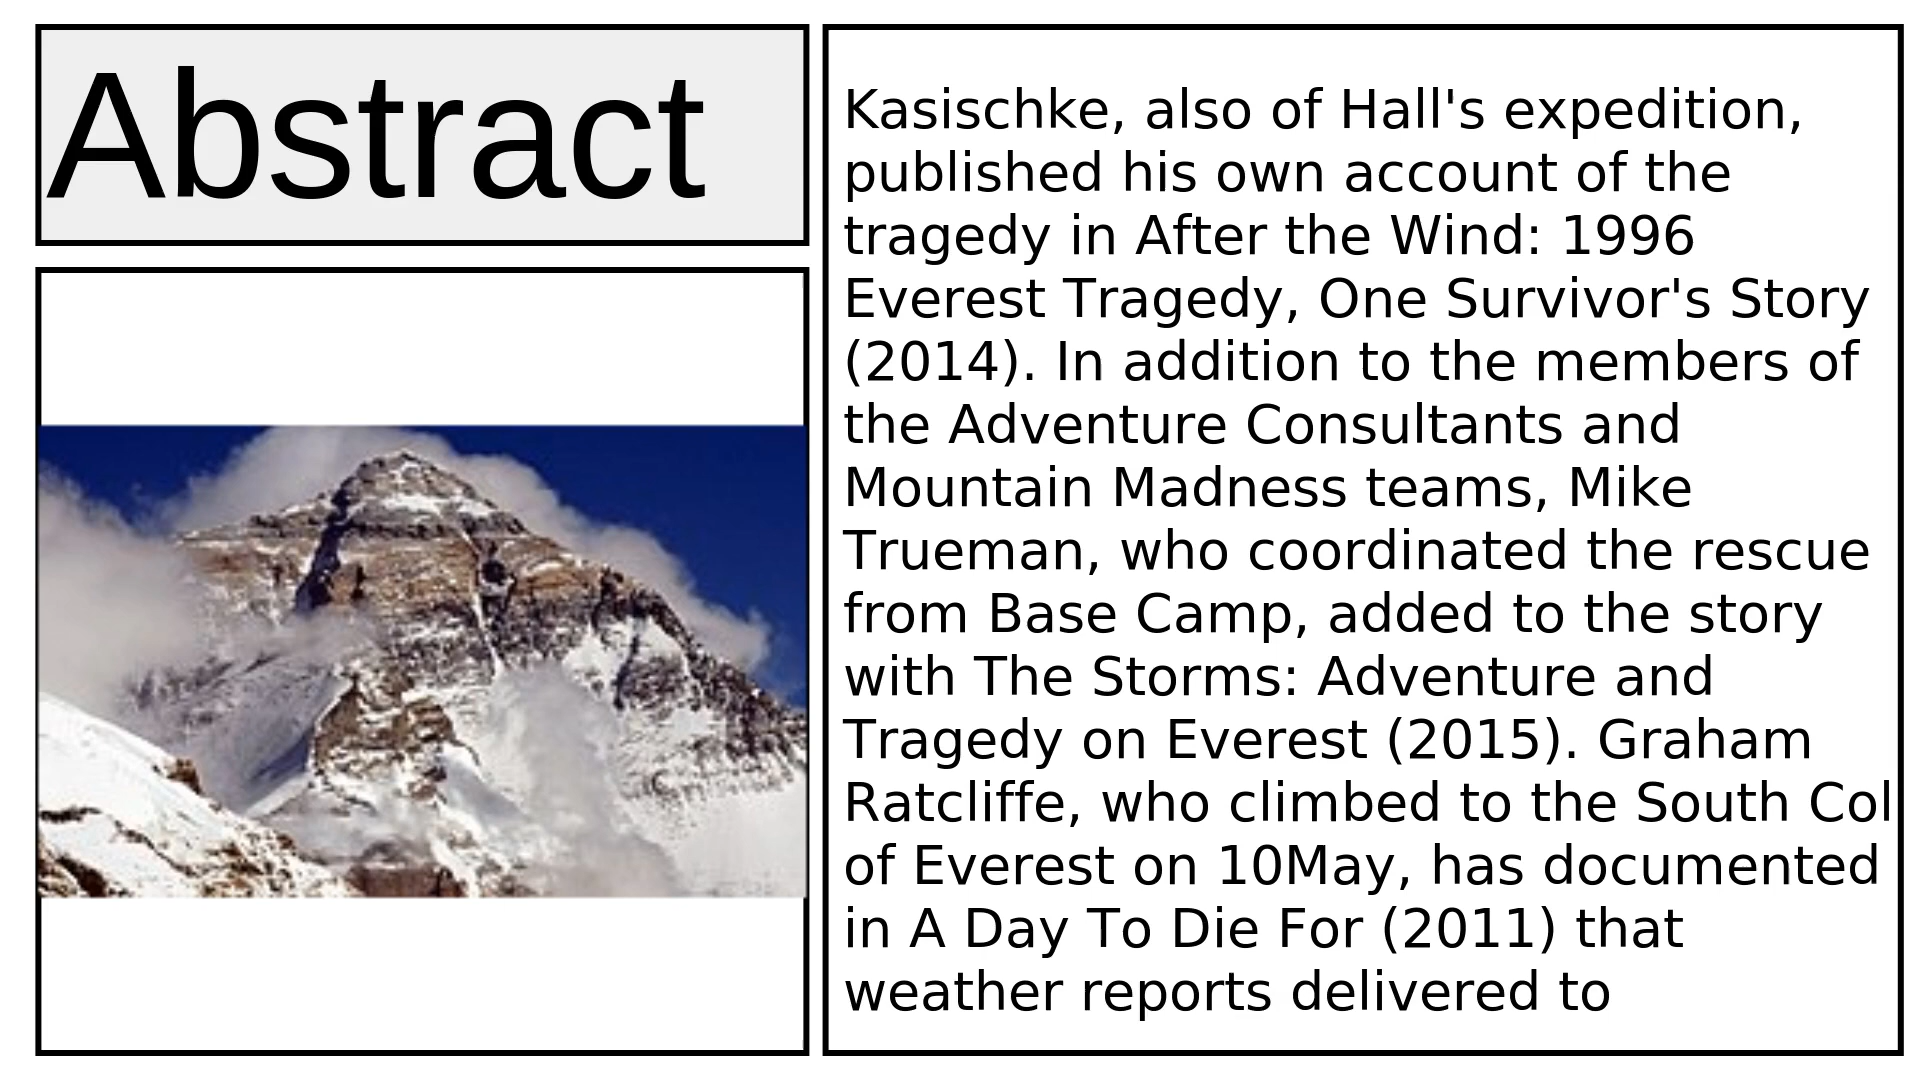 Abstract
Kasischke, also of Hall's expedition,
published his own account of the
tragedy in After the Wind: 1996
Everest Tragedy, One Survivor's Story
(2014). In addition to the members of
the Adventure Consultants and
Mountain Madness teams, Mike
Trueman, who coordinated the rescue
from Base Camp, added to the story
with The Storms: Adventure and
Tragedy on Everest (2015). Graham
Ratcliffe, who climbed to the South Col
of Everest on 10May, has documented
in A Day To Die For (2011) that
weather reports delivered to